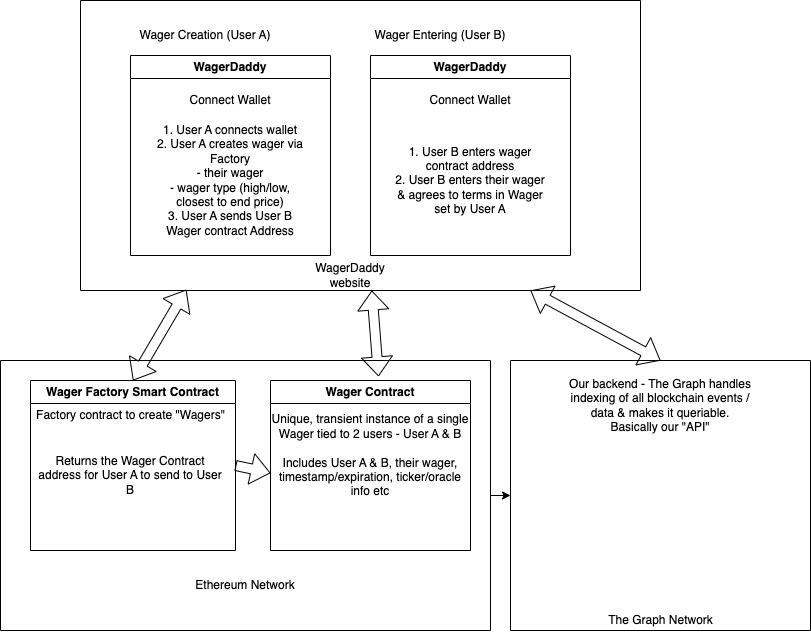 Wager Creation (User A)
Wager Entering (User B)
WagerDaddy
Connect Wallet
1. User A connects wallet
2. User A creates wager via
Factory
- their wager
- wager type (high/low,
closest to end price)
3. User A sends User B
Wager contract Address
WagerDaddy
Connect Wallet
1. User B enters wager
contract address
2. User B enters their wager
& agrees to terms in Wager
set by User A
WagerDaddy
website
Wager Factory Smart Contract
Factory contract to create "Wagers"
Returns the Wager Contract
address for User A to send to User
B
Wager Contract
Unique, transient instance of a single
Wager tied to 2 users - User A & B
Includes User A & B, their wager,
timestamp/expiration, ticker/oracle
info etc
Ethereum Network
Our backend - The Graph handles
indexing of all blockchain events /
data & makes it queriable.
Basically our "API"
The Graph Network